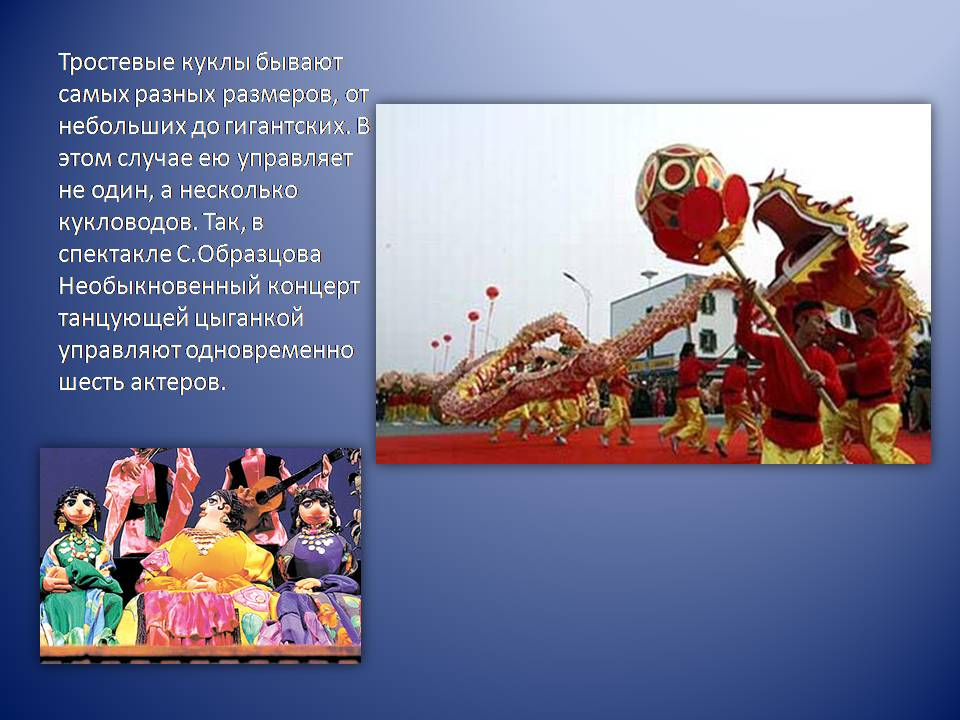 Тростевые куклы бывают
самых разных размеров, от
небольших до гигантских. В
этом случае ею управляет
не один, а несколько
кукловодов. Так, в
спектакле С.Образцова
Необыкновенный концерт
танцующей цыганкой
управляют одновременно
шесть актеров.